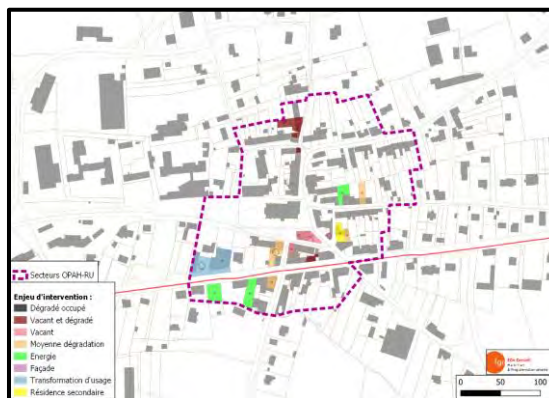 Secteurs OPAH-RU
Enjeu d'intervention :
Dégradé occupé
Vacant et dégradé
Vacant
Moyenne dégradation
Energie
Façade
Transformation d'usage
Résidence secondaire
0 50 100